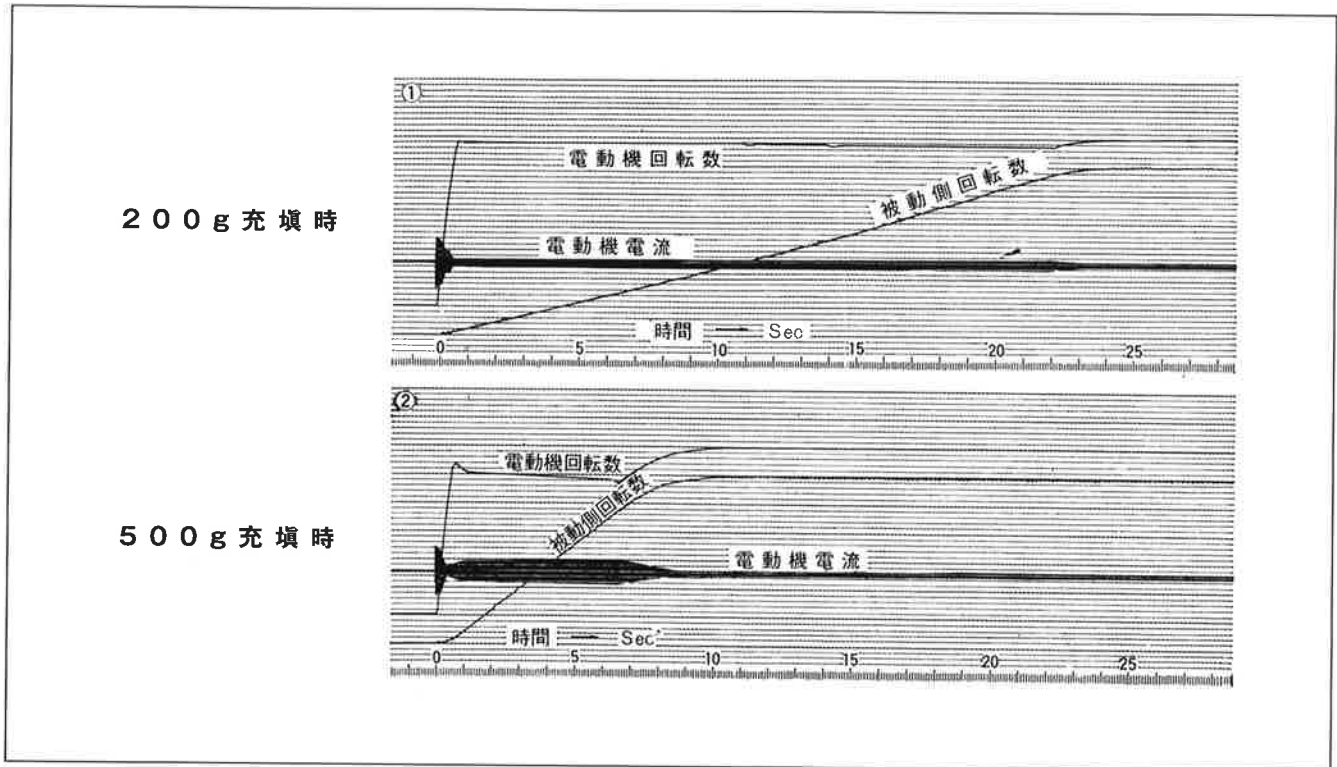 ①
電動機回転数
被動側回転数
200g充填時
電動機電流
時間 → Sec
0 5 10 15 20 25
②
電動機回転数
被動側回転数
500g充填時
電動機電流
時間 → Sec
0 5 10 15 20 25